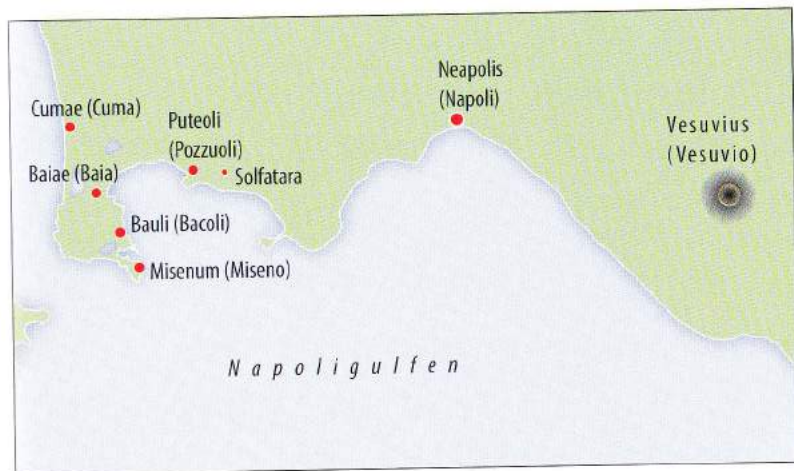 Neapolis
(Napoli)
Cumae (Cuma)
Puteoli
(Pozzuoli)
Vesuvius
(Vesuvio)
Baiae (Baia)
Solfatara
Bauli (Bacoli)
Misenum (Miseno)
Napoligulfen